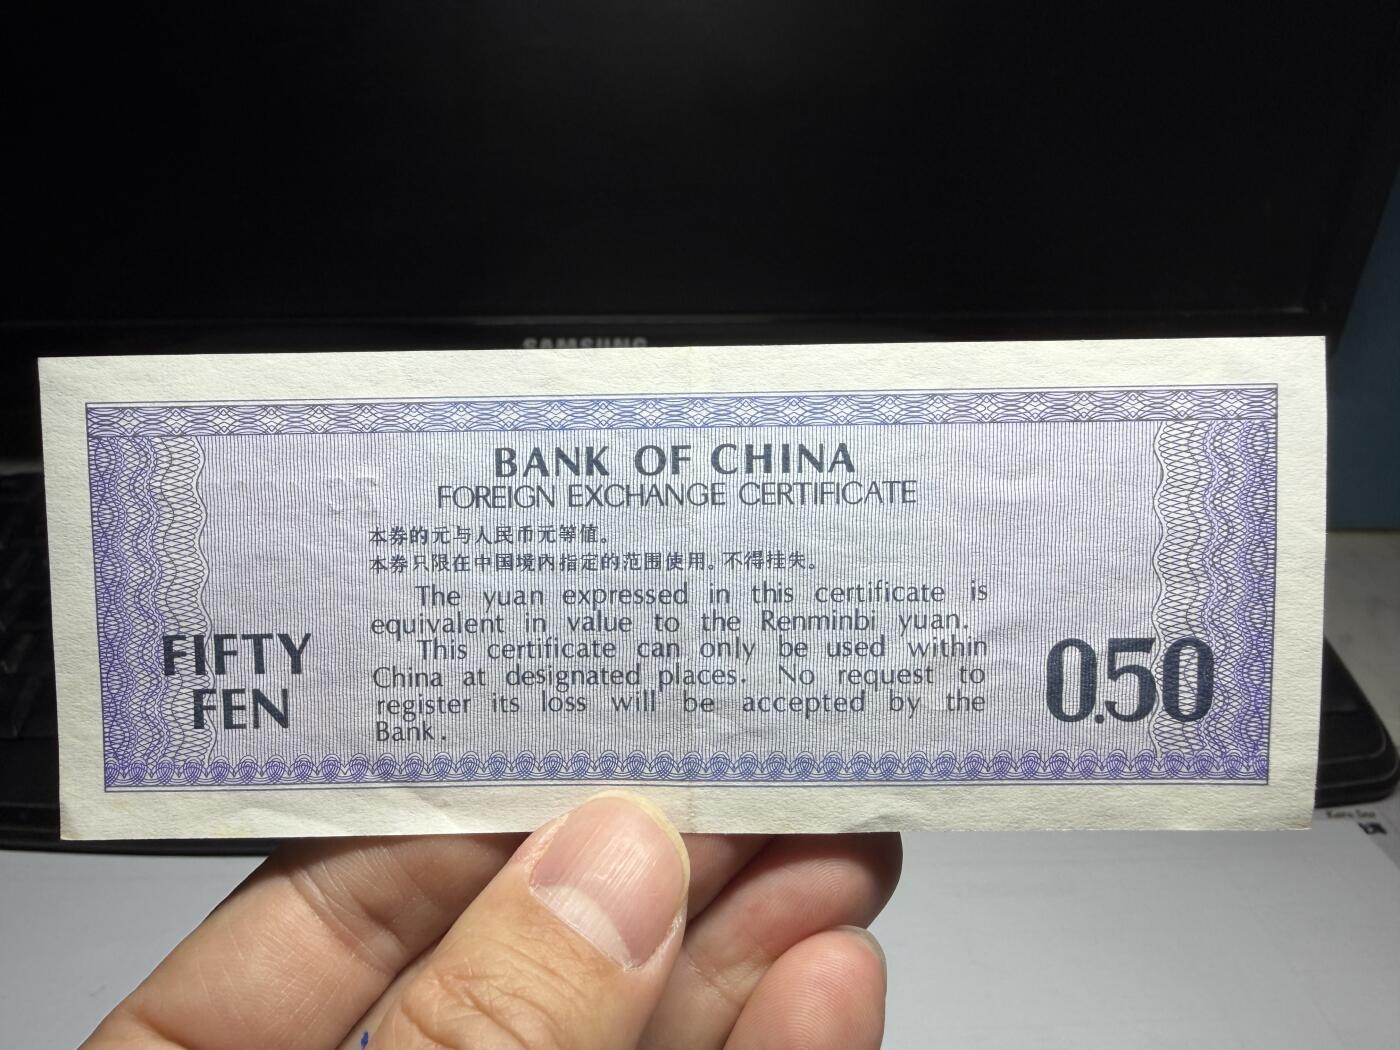 SAMSUNG
BANK OF CHINA
FOREIGN EXCHANGE CERTIFICATE
本券的元与人民币元等值。
本券只限在中国境内指定的范围使用。不得挂失。
The yuan expressed in this certificate is
equivalent in value to the Renminbi yuan.
This certificate can only be used within
China at designated places. No request to
register its loss will be accepted by the
Bank.
FIFTY
FEN
0.50